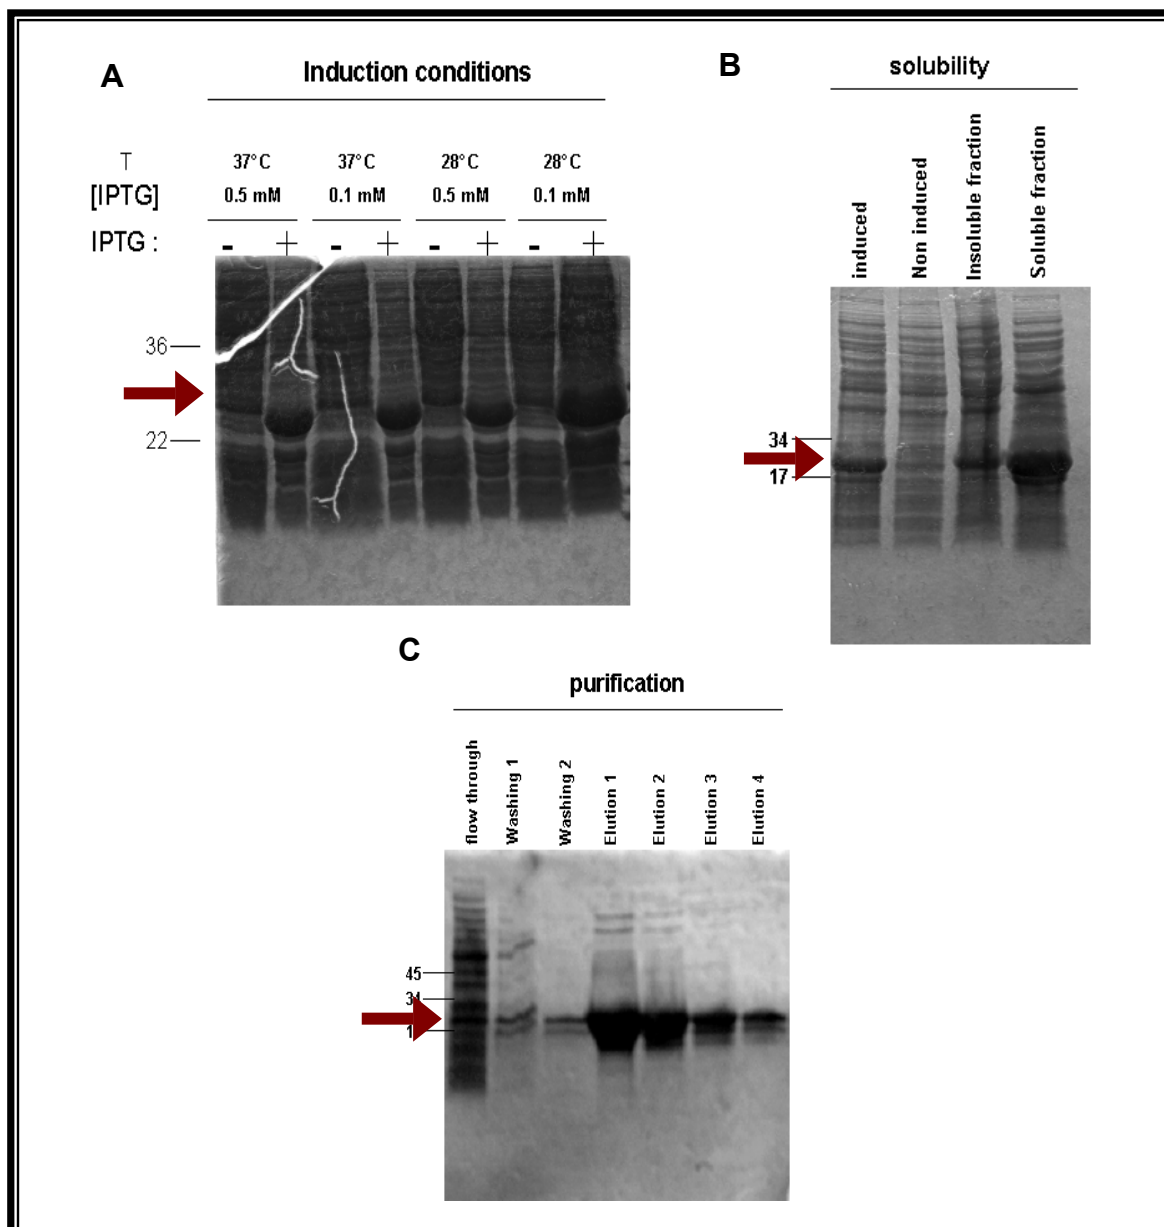 A
Induction conditions
T 37°C 37°C 28°C 28°C
[IPTG] 0.5 mM 0.1 mM 0.5 mM 0.1 mM
IPTG : - + - + - + - +
36
22
B
solubility
induced
Non induced
Insoluble fraction
Soluble fraction
34
17
C
purification
flow through
Washing 1
Washing 2
Elution 1
Elution 2
Elution 3
Elution 4
45